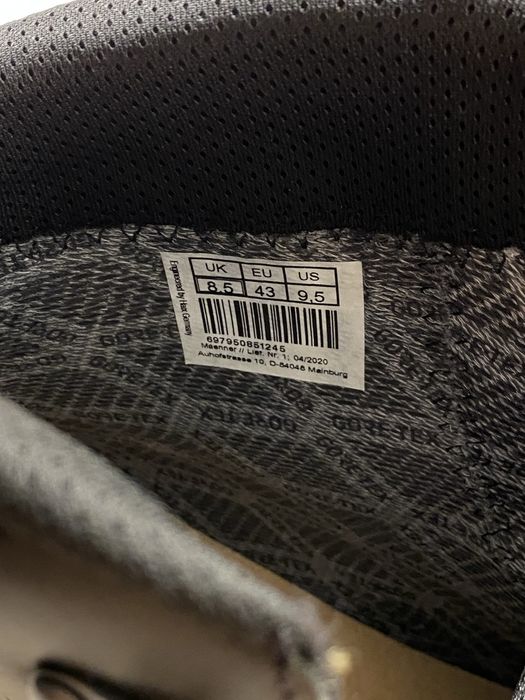 UK EU US
8,5 43 9,5
Engineered by Haix Germany
697950851245
Maenner // Lief. Nr. 1; 04/2020
Auhofstrasse 10, D-84048 Mainburg
GORE-TEX